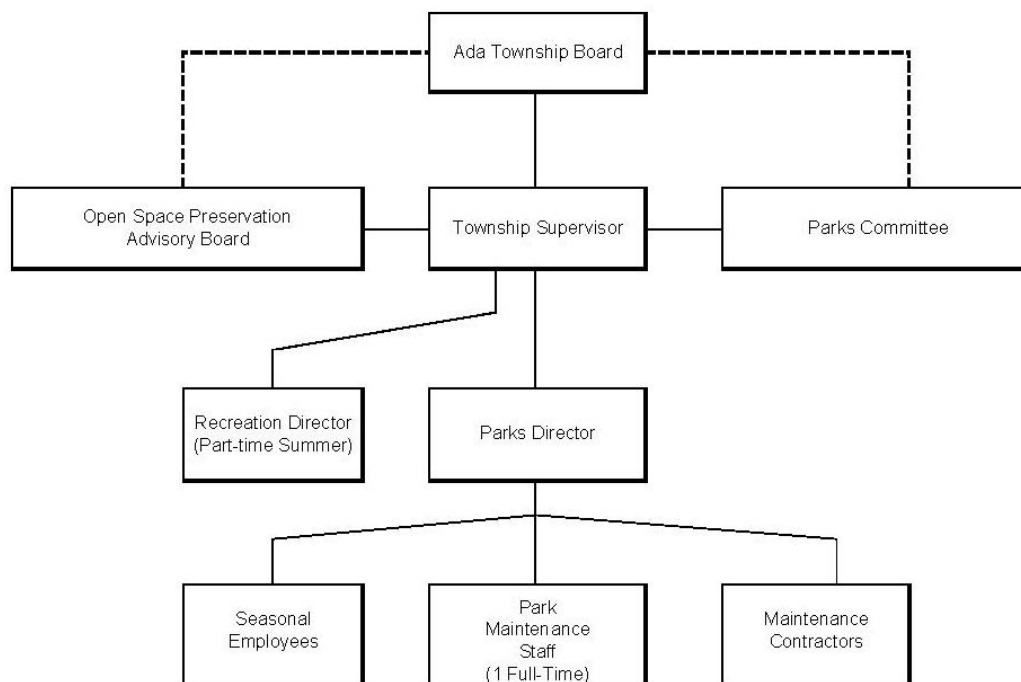 Ada Township Board
Open Space Preservation
Advisory Board
Township Supervisor
Parks Committee
Recreation Director
(Part-time Summer)
Parks Director
Seasonal
Employees
Park
Maintenance
Staff
(1 Full-Time)
Maintenance
Contractors